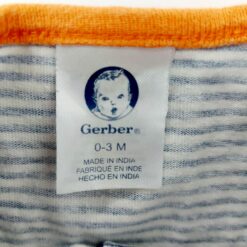 Gerber®
0-3 M
MADE IN INDIA
FABRIQUÉ EN INDE
HECHO EN INDIA